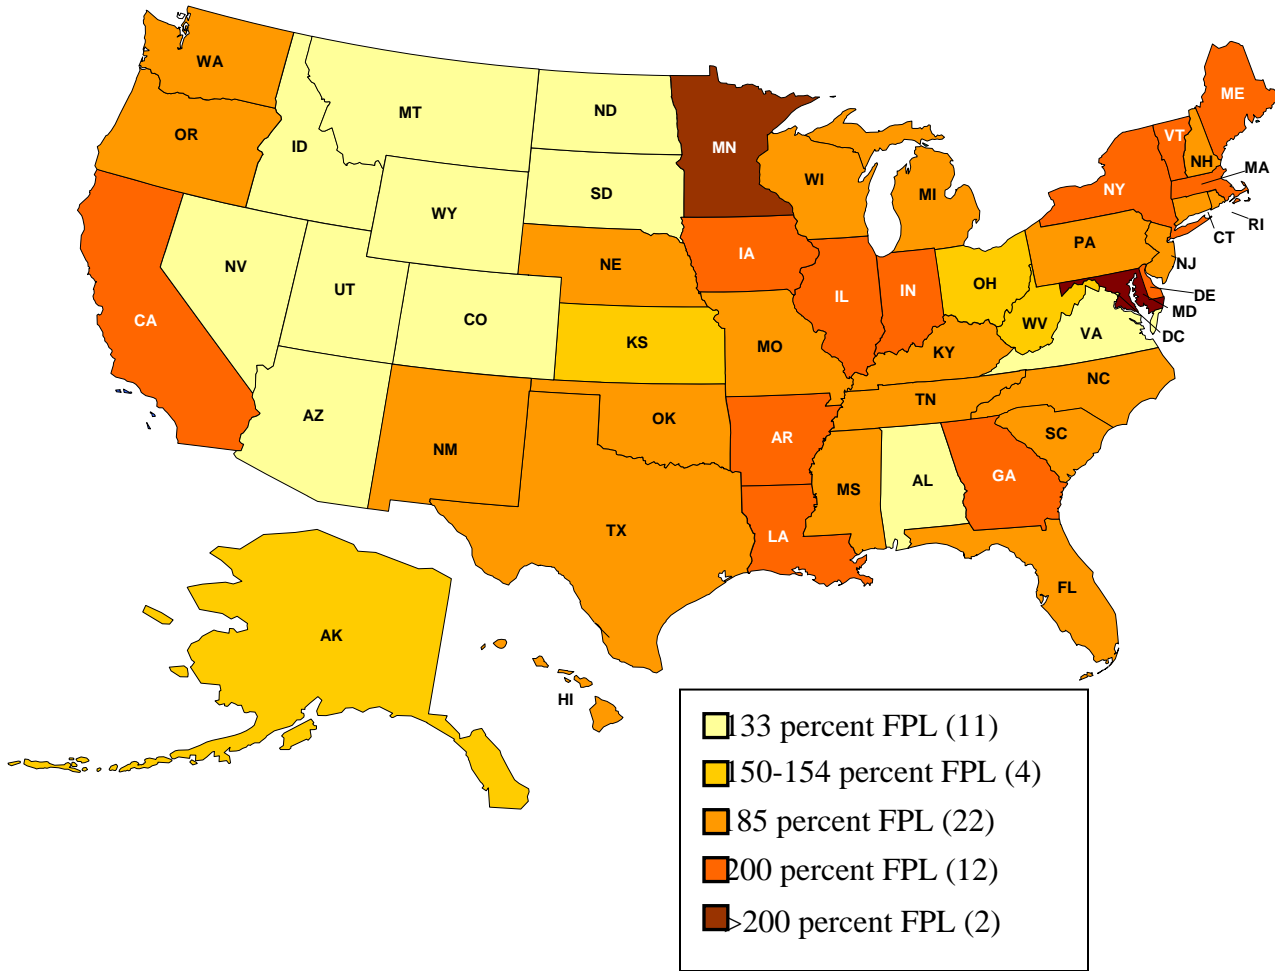 WA
MT
ND
ME
OR
ID
MN
VT
NH
MA
WI
MI
NY
WY
SD
RI
CT
PA
NV
UT
NE
IA
NJ
OH
DE
IL
IN
MD
CA
CO
WV
VA
DC
KS
MO
KY
NC
AZ
OK
TN
SC
NM
AR
MS
AL
GA
TX
LA
FL
AK
HI
133 percent FPL (11)
150-154 percent FPL (4)
185 percent FPL (22)
200 percent FPL (12)
>200 percent FPL (2)